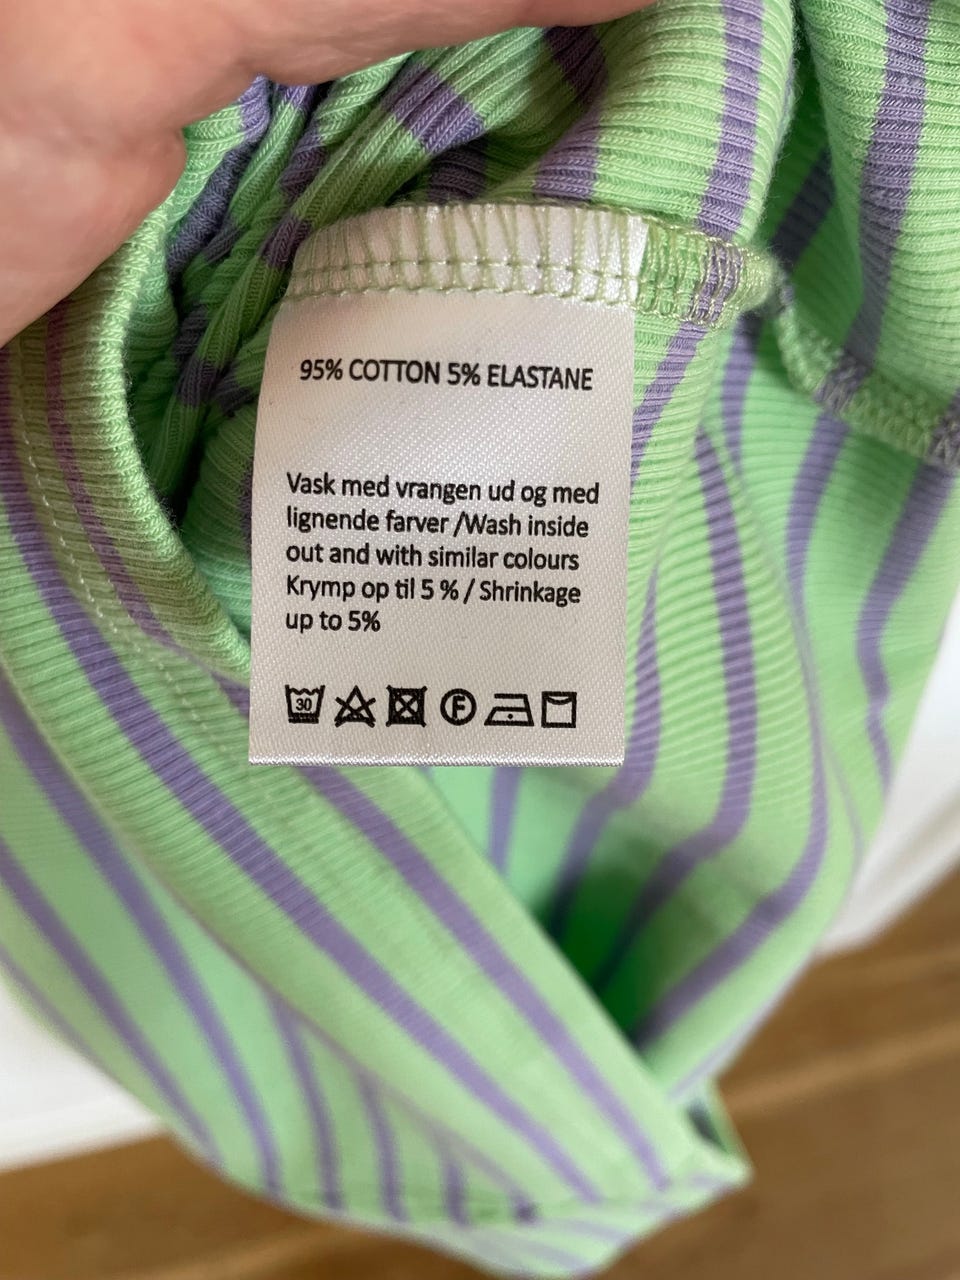 95% COTTON 5% ELASTANE
Vask med vrangen ud og med
lignende farver /Wash inside
out and with similar colours
Krymp op til 5 % / Shrinkage
up to 5%
30 F